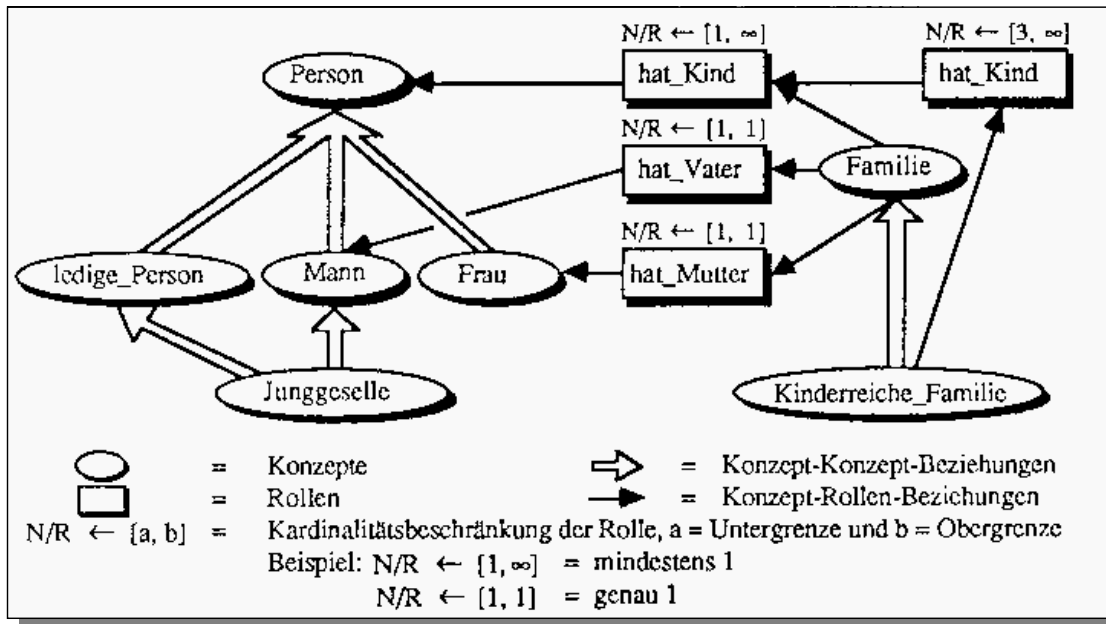 N/R ← [1, ∞]
N/R ← [3, ∞]
Person
hat_Kind
hat_Kind
N/R ← [1, 1]
hat_Vater
Familie
N/R ← [1, 1]
ledige_Person
Mann
Frau
hat_Mutter
Junggeselle
Kinderreiche_Familie
= Konzepte
= Konzept-Konzept-Beziehungen
= Rollen
= Konzept-Rollen-Beziehungen
N/R ← [a, b] = Kardinalitätsbeschränkung der Rolle, a = Untergrenze und b = Obergrenze
Beispiel: N/R ← [1, ∞] = mindestens 1
N/R ← [1, 1] = genau 1